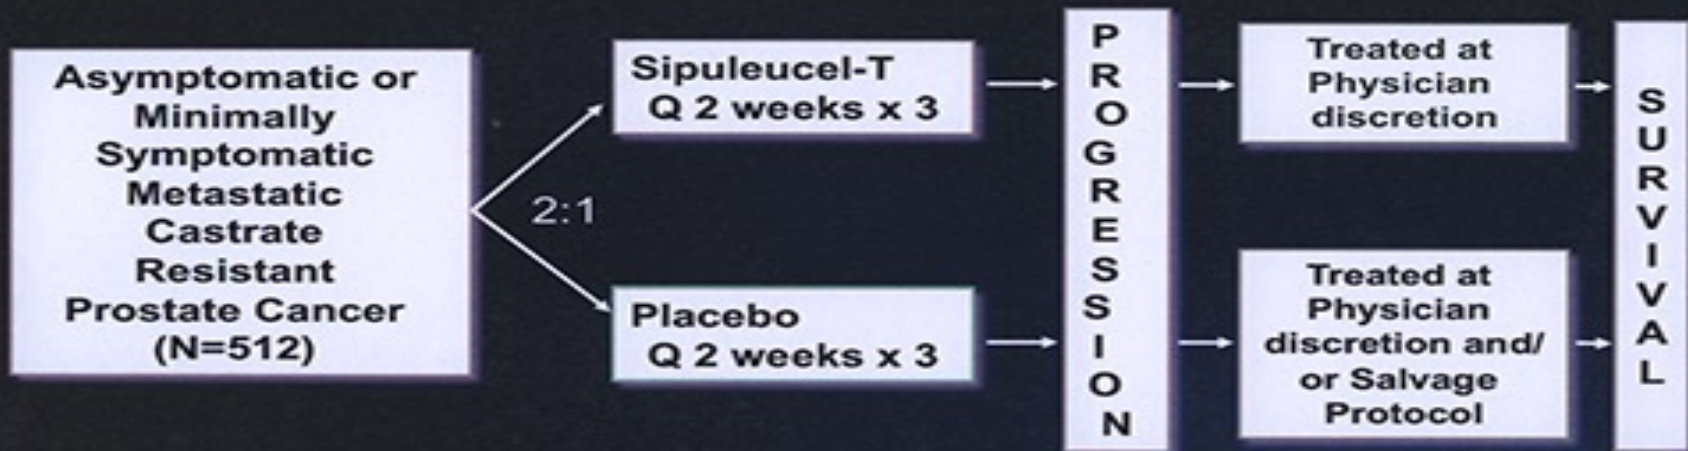 Asymptomatic or
Minimally
Symptomatic
Metastatic
Castrate
Resistant
Prostate Cancer
(N=512)
2:1
Sipuleucel-T
Q 2 weeks x 3
Placebo
Q 2 weeks x 3
PROGRESSION
Treated at
Physician
discretion
Treated at
Physician
discretion and/
or Salvage
Protocol
SURVIVAL